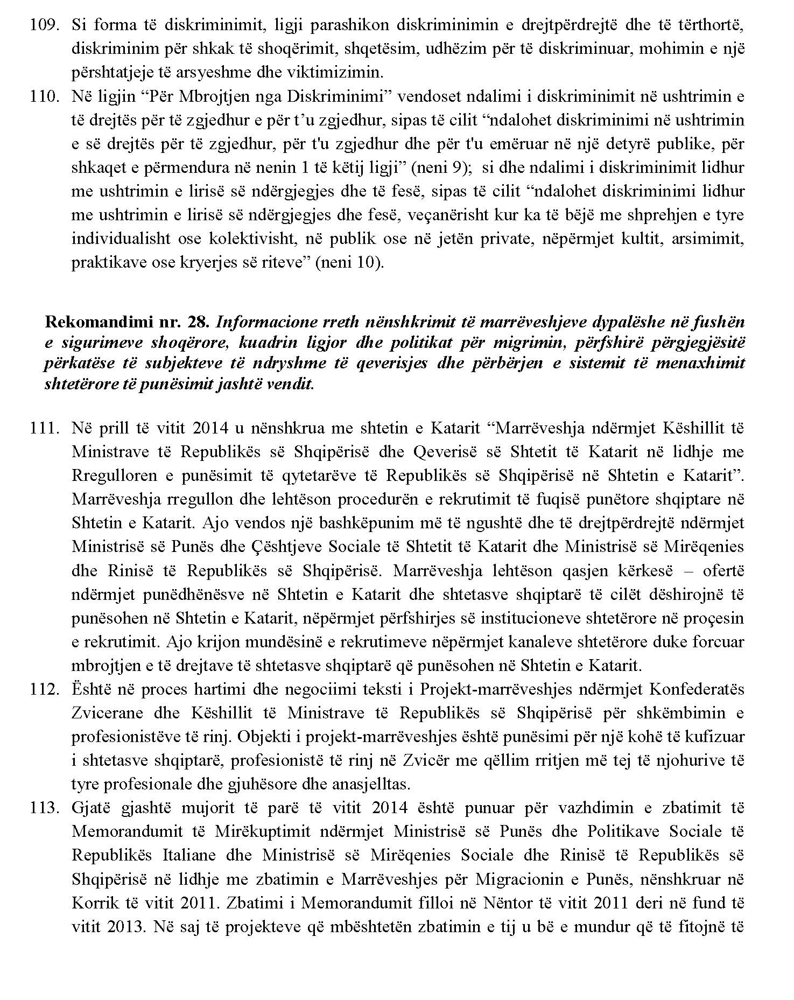 109. Si forma të diskriminimit, ligji parashikon diskriminimin e drejtpërdrejtë dhe të tërthortë,
diskriminim për shkak të shoqërimit, shqetësim, udhëzim për të diskriminuar, mohimin e një
përshtatjeje të arsyeshme dhe viktimizimin.
110. Në ligjin “Për Mbrojtjen nga Diskriminimi” vendoset ndalimi i diskriminimit në ushtrimin e
të drejtës për të zgjedhur e për t’u zgjedhur, sipas të cilit “ndalohet diskriminimi në ushtrimin
e së drejtës për të zgjedhur, për t'u zgjedhur dhe për t'u emëruar në një detyrë publike, për
shkaqet e përmendura në nenin 1 të këtij ligji” (neni 9);  si dhe ndalimi i diskriminimit lidhur
me ushtrimin e lirisë së ndërgjegjes dhe të fesë, sipas të cilit “ndalohet diskriminimi lidhur
me ushtrimin e lirisë së ndërgjegjes dhe fesë, veçanërisht kur ka të bëjë me shprehjen e tyre
individualisht ose kolektivisht, në publik ose në jetën private, nëpërmjet kultit, arsimimit,
praktikave ose kryerjes së riteve” (neni 10).
Rekomandimi nr. 28. Informacione rreth nënshkrimit të marrëveshjeve dypalëshe në fushën
e sigurimeve shoqërore, kuadrin ligjor dhe politikat për migrimin, përfshirë përgjegjësitë
përkatëse të subjekteve të ndryshme të qeverisjes dhe përbërjen e sistemit të menaxhimit
shtetërore të punësimit jashtë vendit.
111. Në prill të vitit 2014 u nënshkrua me shtetin e Katarit “Marrëveshja ndërmjet Këshillit të
Ministrave të Republikës së Shqipërisë dhe Qeverisë së Shtetit të Katarit në lidhje me
Rregulloren e punësimit të qytetarëve të Republikës së Shqipërisë në Shtetin e Katarit”.
Marrëveshja rregullon dhe lehtëson procedurën e rekrutimit të fuqisë punëtore shqiptare në
Shtetin e Katarit. Ajo vendos një bashkëpunim më të ngushtë dhe të drejtpërdrejtë ndërmjet
Ministrisë së Punës dhe Çështjeve Sociale të Shtetit të Katarit dhe Ministrisë së Mirëqenies
dhe Rinisë të Republikës së Shqipërisë. Marrëveshja lehtëson qasjen kërkesë – ofertë
ndërmjet punëdhënësve në Shtetin e Katarit dhe shtetasve shqiptarë të cilët dëshirojnë të
punësohen në Shtetin e Katarit, nëpërmjet përfshirjes së institucioneve shtetërore në proçesin
e rekrutimit. Ajo krijon mundësinë e rekrutimeve nëpërmjet kanaleve shtetërore duke forcuar
mbrojtjen e të drejtave të shtetasve shqiptarë që punësohen në Shtetin e Katarit.
112. Është në proces hartimi dhe negociimi teksti i Projekt-marrëveshjes ndërmjet Konfederatës
Zvicerane dhe Këshillit të Ministrave të Republikës së Shqipërisë për shkëmbimin e
profesionistëve të rinj. Objekti i projekt-marrëveshjes është punësimi për një kohë të kufizuar
i shtetasve shqiptarë, profesionistë të rinj në Zvicër me qëllim rritjen më tej të njohurive të
tyre profesionale dhe gjuhësore dhe anasjelltas.
113. Gjatë gjashtë mujorit të parë të vitit 2014 është punuar për vazhdimin e zbatimit të
Memorandumit të Mirëkuptimit ndërmjet Ministrisë së Punës dhe Politikave Sociale të
Republikës Italiane dhe Ministrisë së Mirëqenies Sociale dhe Rinisë të Republikës së
Shqipërisë në lidhje me zbatimin e Marrëveshjes për Migracionin e Punës, nënshkruar në
Korrik të vitit 2011. Zbatimi i Memorandumit filloi në Nëntor të vitit 2011 deri në fund të
vitit 2013. Në saj të projekteve që mbështetën zbatimin e tij u bë e mundur që të fitojnë të